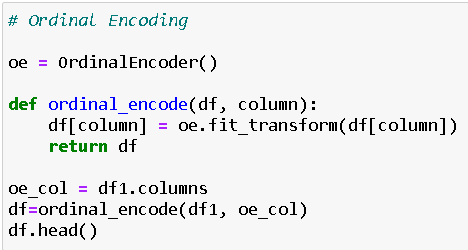 # Ordinal Encoding
oe = OrdinalEncoder()
def ordinal_encode(df, column):
    df[column] = oe.fit_transform(df[column])
    return df
oe_col = df1.columns
df=ordinal_encode(df1, oe_col)
df.head()